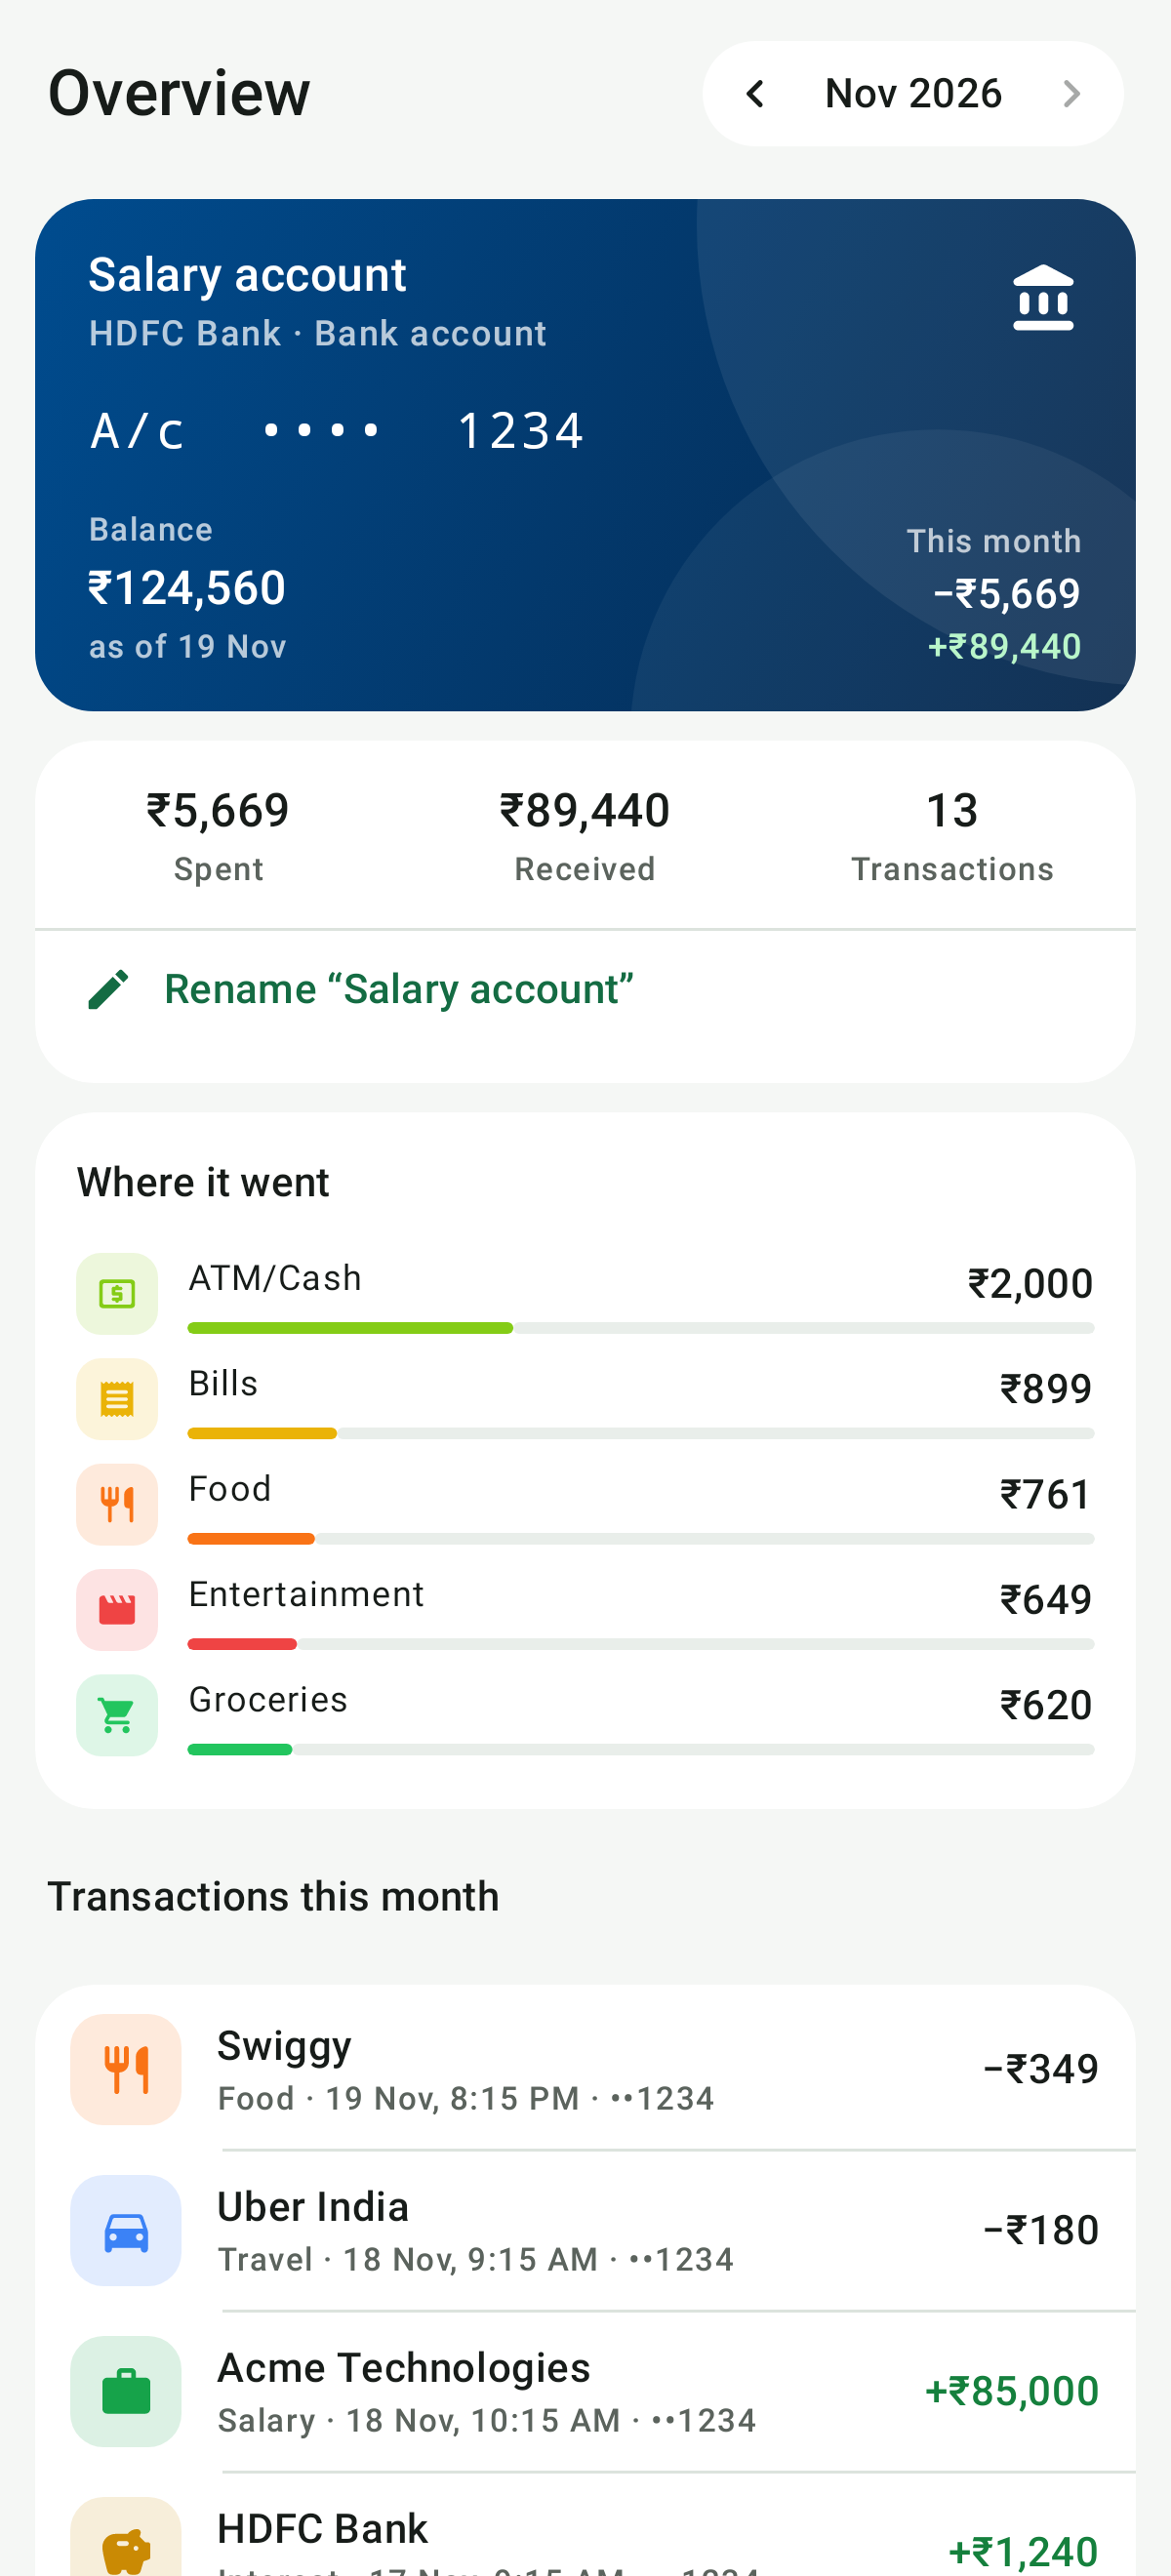 Overview
Nov 2026
Salary account
HDFC Bank · Bank account
A/c •••• 1234
Balance
₹124,560
as of 19 Nov
This month
−₹5,669
+₹89,440
₹5,669
Spent
₹89,440
Received
13
Transactions
Rename “Salary account”
Where it went
ATM/Cash
₹2,000
Bills
₹899
Food
₹761
Entertainment
₹649
Groceries
₹620
Transactions this month
Swiggy
Food · 19 Nov, 8:15 PM · ••1234
−₹349
Uber India
Travel · 18 Nov, 9:15 AM · ••1234
−₹180
Acme Technologies
Salary · 18 Nov, 10:15 AM · ••1234
+₹85,000
HDFC Bank
+₹1,240